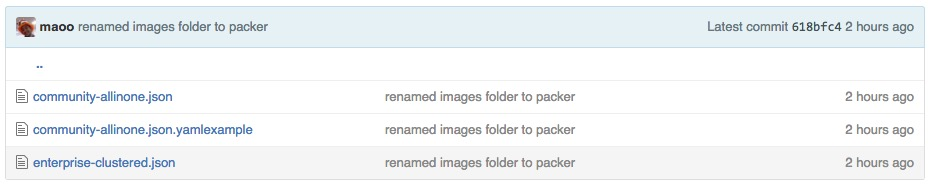 maoo renamed images folder to packer Latest commit 618bfc4 2 hours ago
..
community-allinone.json renamed images folder to packer 2 hours ago
community-allinone.json.yamlexample renamed images folder to packer 2 hours ago
enterprise-clustered.json renamed images folder to packer 2 hours ago